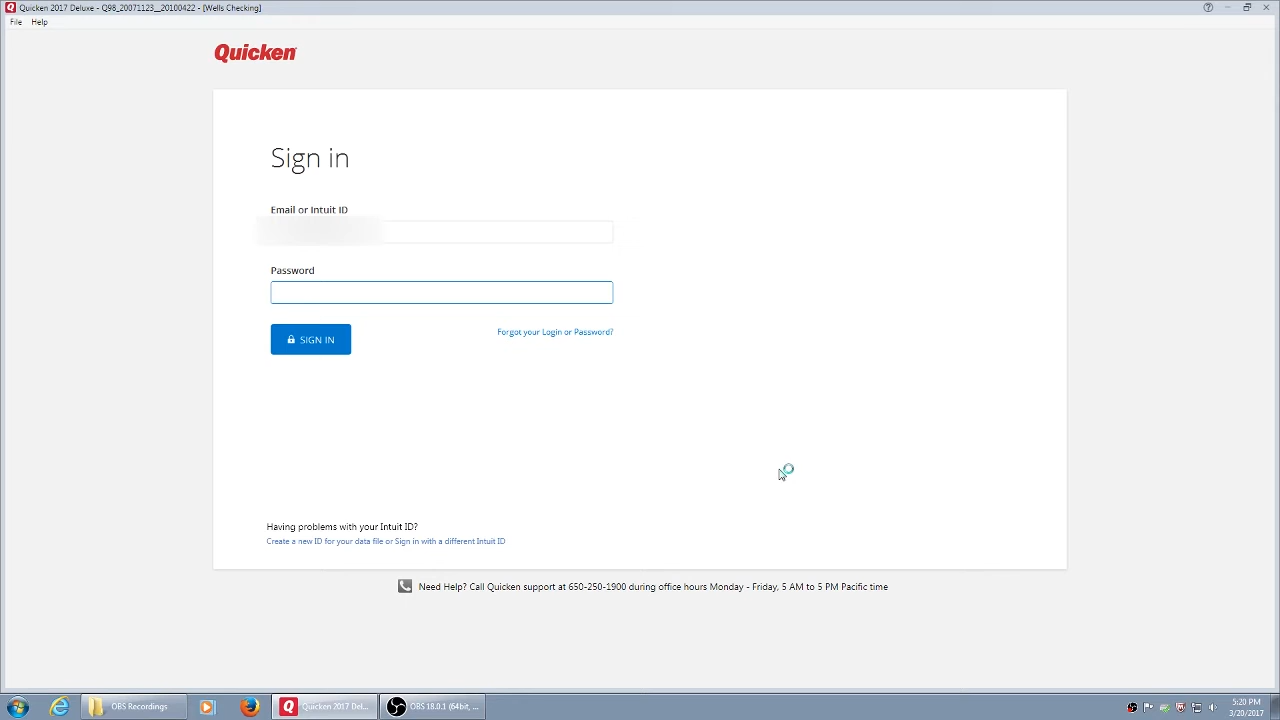 Quicken 2017 Deluxe - Q98_20071123__20100422 - [Wells Checking]
File Help
Quicken
Sign in
Email or Intuit ID
Password
SIGN IN
Forgot your Login or Password?
Having problems with your Intuit ID?
Create a new ID for your data file or Sign in with a different Intuit ID
Need Help? Call Quicken support at 650-250-1900 during office hours Monday - Friday, 5 AM to 5 PM Pacific time
OBS Recordings
Quicken 2017 Del...
OBS 18.0.1 (64bit, ...
5:20 PM
3/20/2017